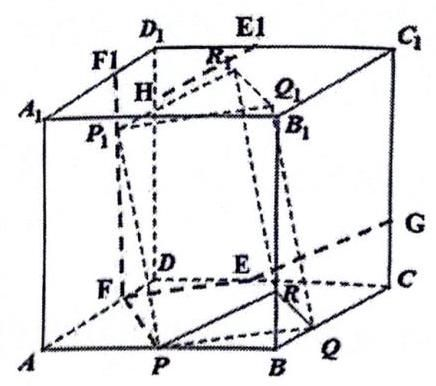 D₁ E1 C₁
F1 R₁
H Q₁
A₁ P₁ B₁
G
D E
F R C
A P B Q